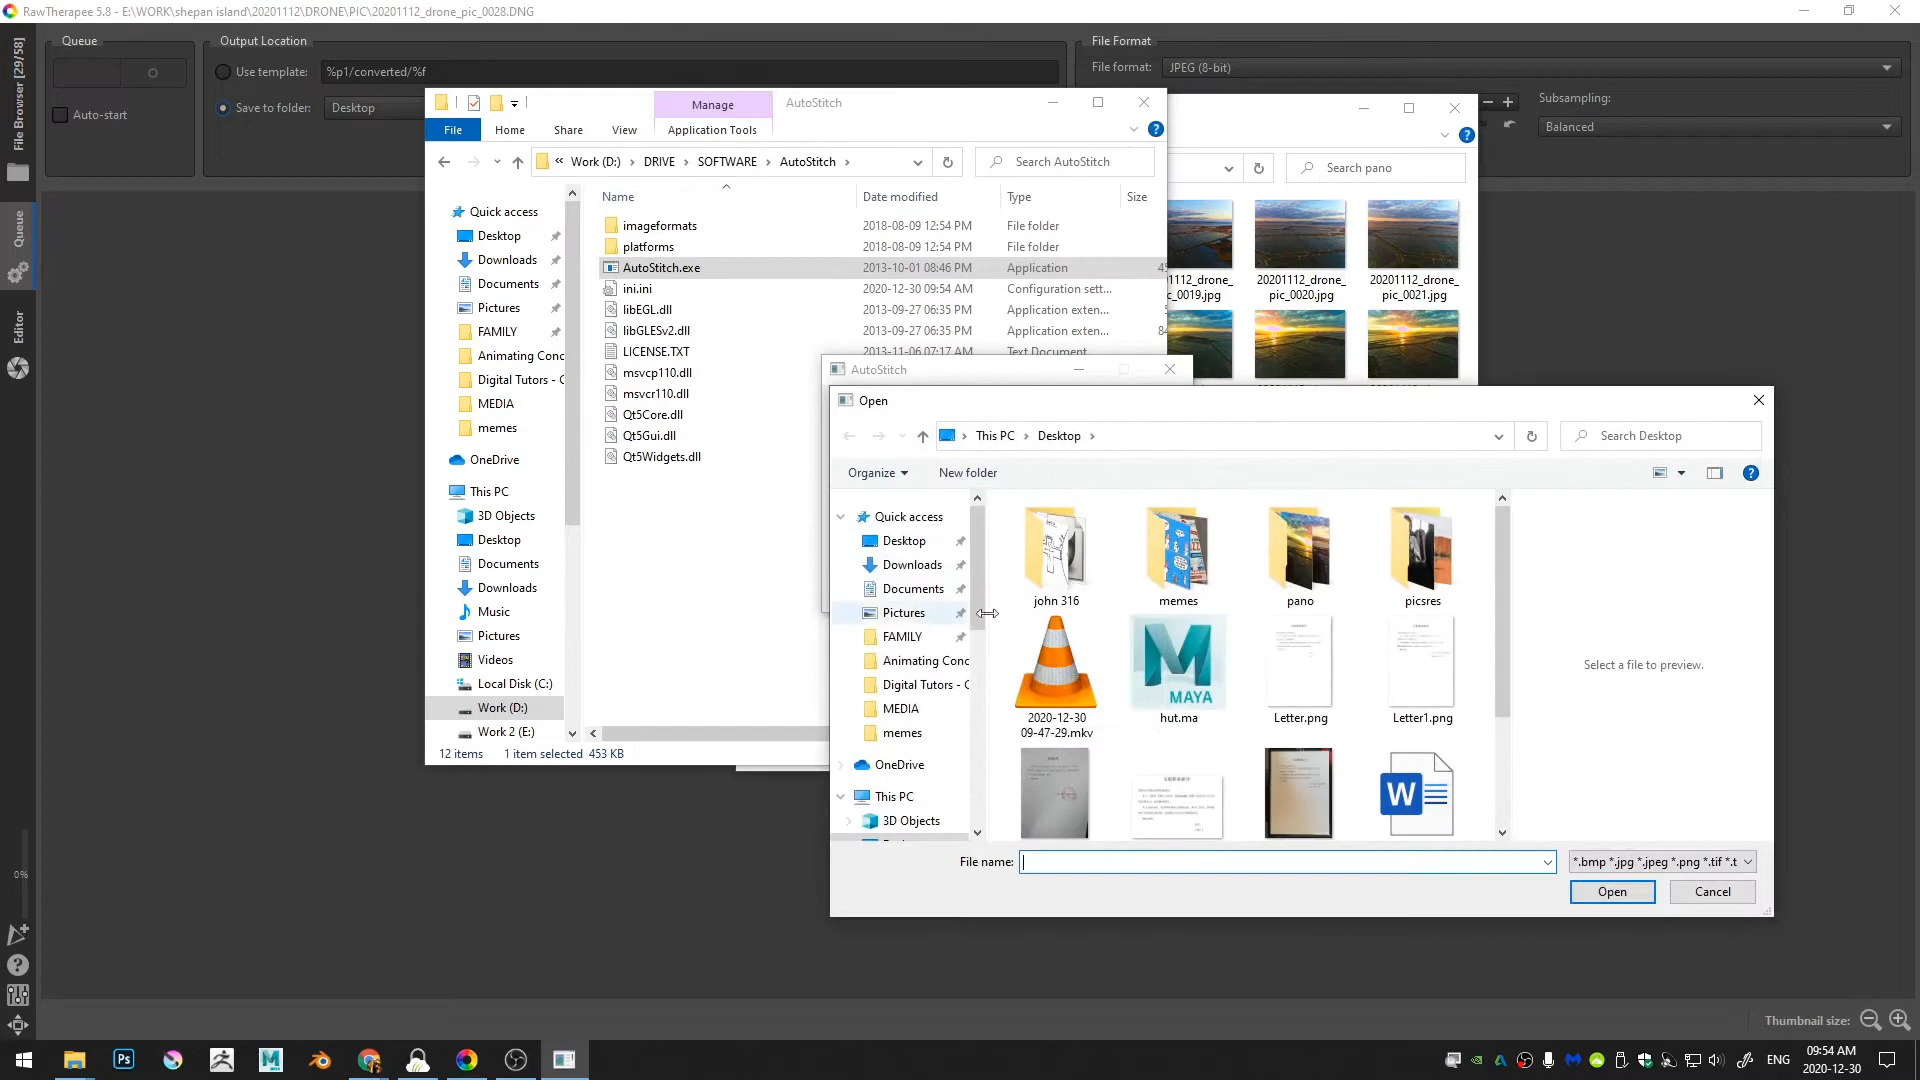 RawTherapee 5.8 - E:\WORK\shepan island\20201112\DRONE\PIC\20201112_drone_pic_0028.DNG
File Browser [29/58]
Queue
Editor
0%
Queue
Auto-start
Output Location
Use template:
%p1/converted/%f
Save to folder:
Desktop
File Format
File format:
JPEG (8-bit)
Subsampling:
Balanced
Thumbnail size:
Manage
AutoStitch
File
Home
Share
View
Application Tools
« Work (D:) › DRIVE › SOFTWARE › AutoStitch ›
Search AutoStitch
Quick access
Desktop
Downloads
Documents
Pictures
FAMILY
Animating Conc
Digital Tutors - C
MEDIA
memes
OneDrive
This PC
3D Objects
Desktop
Documents
Downloads
Music
Pictures
Videos
Local Disk (C:)
Work (D:)
Work 2 (E:)
Name Date modified Type Size
imageformats 2018-08-09 12:54 PM File folder
platforms 2018-08-09 12:54 PM File folder
AutoStitch.exe 2013-10-01 08:46 PM Application 45
ini.ini 2020-12-30 09:54 AM Configuration sett...
libEGL.dll 2013-09-27 06:35 PM Application exten...
libGLESv2.dll 2013-09-27 06:35 PM Application exten... 84
LICENSE.TXT 2013-11-06 07:17 AM Text Document
msvcp110.dll
msvcr110.dll
Qt5Core.dll
Qt5Gui.dll
Qt5Widgets.dll
12 items 1 item selected 453 KB
Search pano
20201112_drone_
pic_0020.jpg
20201112_drone_
pic_0021.jpg
AutoStitch
Open
This PC › Desktop ›
Search Desktop
Organize
New folder
Quick access
Desktop
Downloads
Documents
Pictures
FAMILY
Animating Conc
Digital Tutors - C
MEDIA
memes
OneDrive
This PC
3D Objects
john 316
memes
pano
picsres
2020-12-30
09-47-29.mkv
MAYA
hut.ma
Letter.png
Letter1.png
W
Select a file to preview.
File name:
*.bmp *.jpg *.jpeg *.png *.tif *.t
Open
Cancel
Ps
M
ENG
09:54 AM
2020-12-30